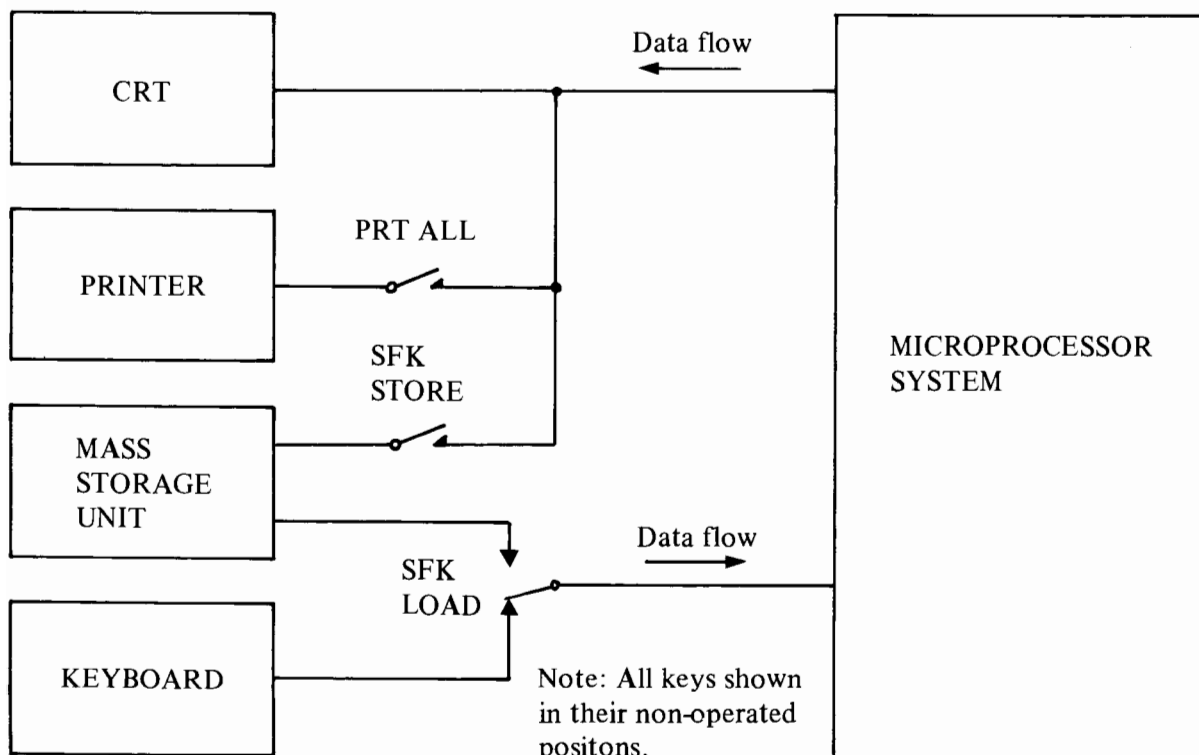 CRT
Data flow
PRINTER
PRT ALL
MICROPROCESSOR
SYSTEM
SFK
STORE
MASS
STORAGE
UNIT
SFK
LOAD
Data flow
KEYBOARD
Note: All keys shown
in their non-operated
positons.